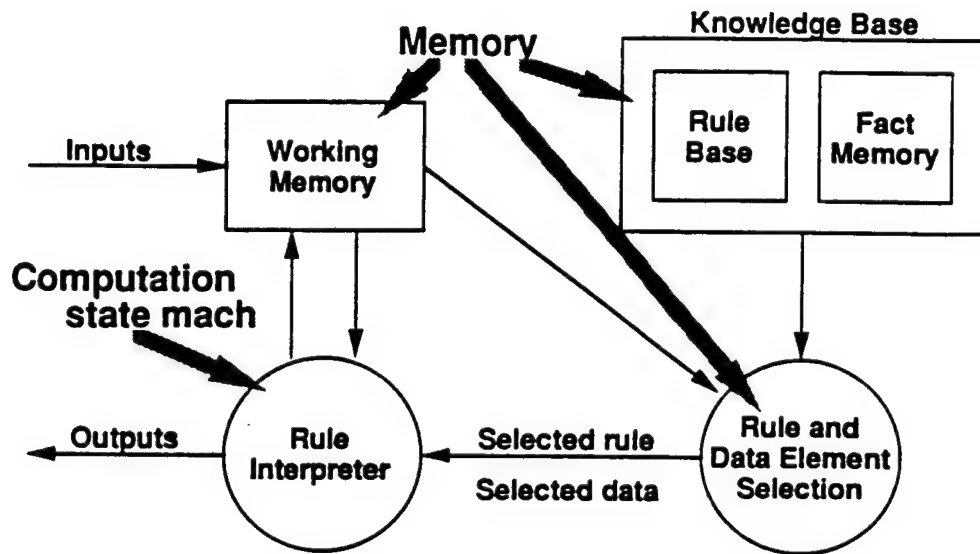 Knowledge Base
Memory
Rule
Base
Fact
Memory
Inputs
Working
Memory
Computation
state mach
Outputs
Rule
Interpreter
Selected rule
Selected data
Rule and
Data Element
Selection